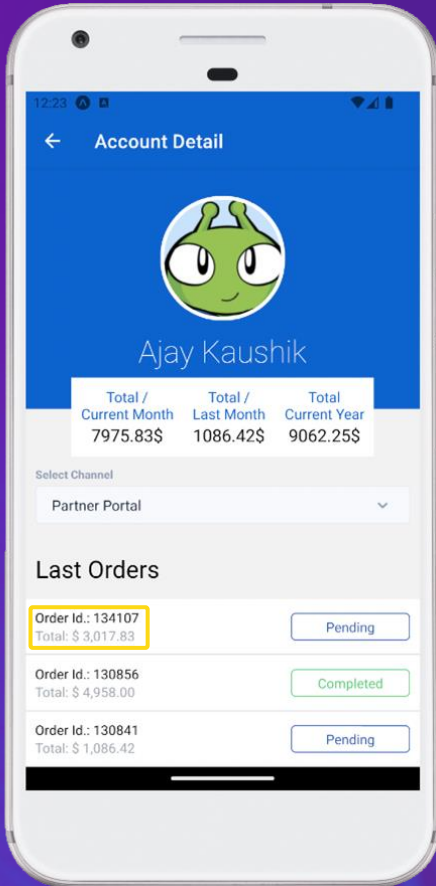 12:23
Account Detail
Ajay Kaushik
Total /
Current Month
7975.83$
Total /
Last Month
1086.42$
Total
Current Year
9062.25$
Select Channel
Partner Portal
Last Orders
Order Id.: 134107
Total: $ 3,017.83
Pending
Order Id.: 130856
Total: $ 4,958.00
Completed
Order Id.: 130841
Total: $ 1,086.42
Pending